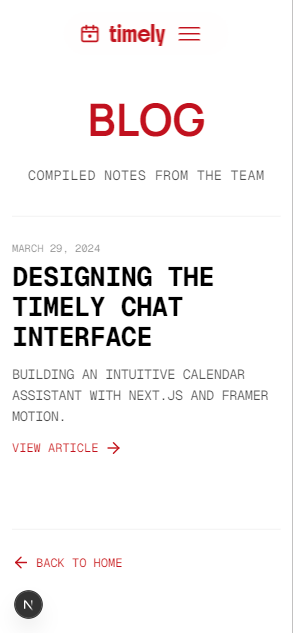 timely
BLOG
COMPILED NOTES FROM THE TEAM
MARCH 29, 2024
DESIGNING THE
TIMELY CHAT
INTERFACE
BUILDING AN INTUITIVE CALENDAR
ASSISTANT WITH NEXT.JS AND FRAMER
MOTION.
VIEW ARTICLE →
← BACK TO HOME
N